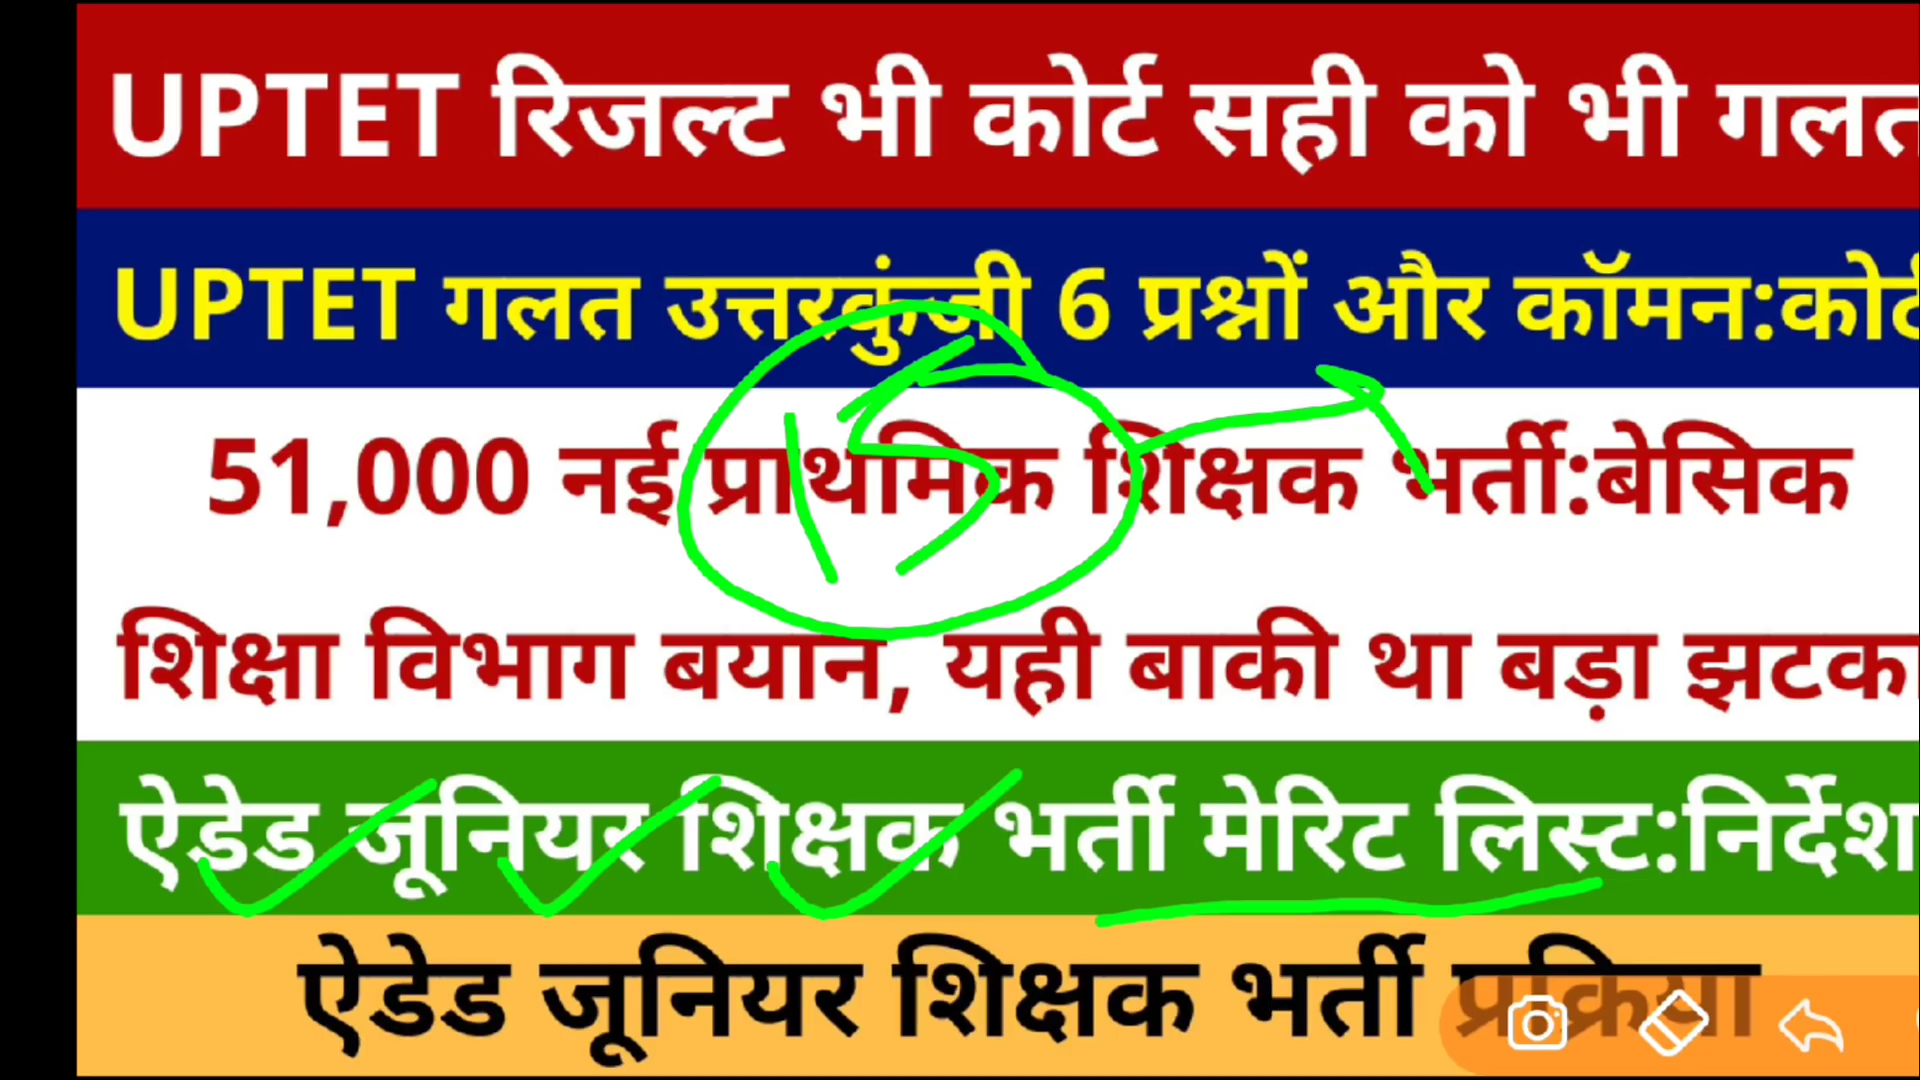 UPTET रिजल्ट भी कोर्ट सही को भी गलत
UPTET गलत उत्तरकुंजी 6 प्रश्नों और कॉमन:कोर्ट
15
51,000 नई प्राथमिक शिक्षक भर्ती:बेसिक
शिक्षा विभाग बयान, यही बाकी था बड़ा झटका
ऐडेड जूनियर शिक्षक भर्ती मेरिट लिस्ट:निर्देश
ऐडेड जूनियर शिक्षक भर्ती प्रक्रिया